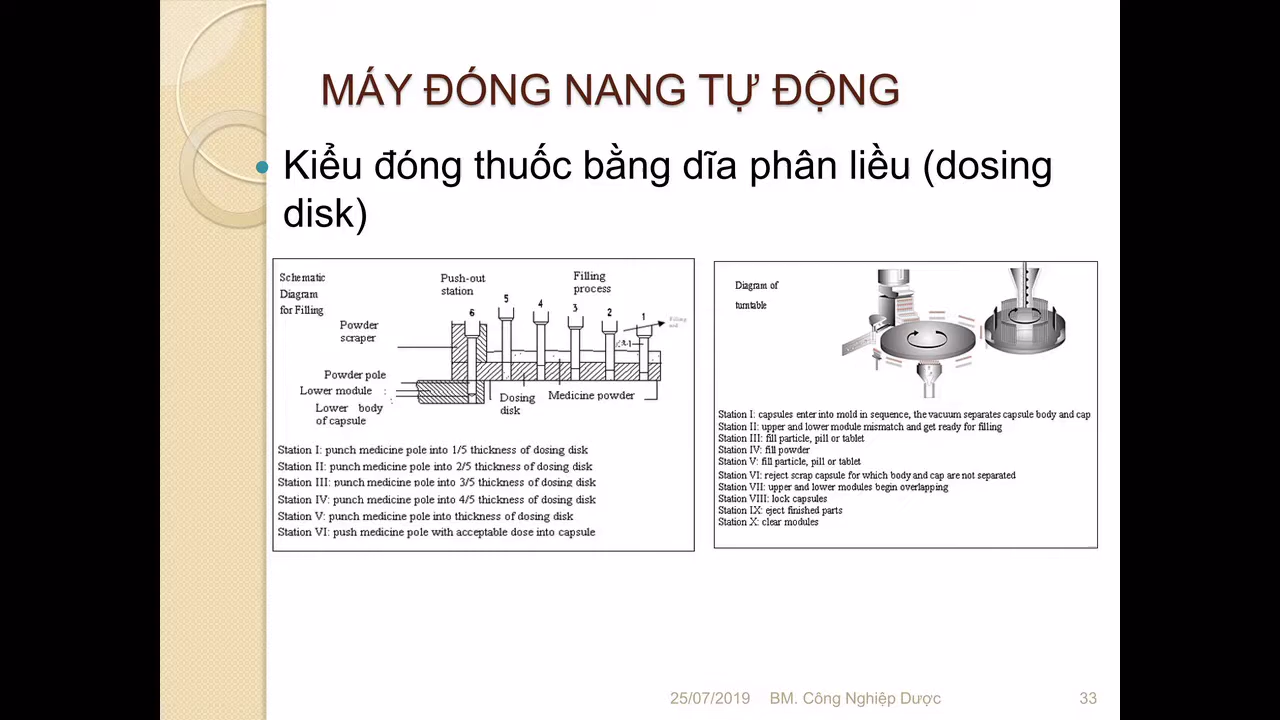 MÁY ĐÓNG NANG TỰ ĐỘNG
Kiểu đóng thuốc bằng dĩa phân liều (dosing
disk)
Schematic
Diagram
for Filling
Push-out
station
Filling
process
6
5
4
3
2
1
Powder
scraper
Powder pole
Lower module :
Lower body
of capsule
Dosing
disk
Medicine powder
Station I: punch medicine pole into 1/5 thickness of dosing disk
Station II: punch medicine pole into 2/5 thickness of dosing disk
Station III: punch medicine pole into 3/5 thickness of dosing disk
Station IV: punch medicine pole into 4/5 thickness of dosing disk
Station V: punch medicine pole into thickness of dosing disk
Station VI: push medicine pole with acceptable dose into capsule
Diagram of
turntable
Station I: capsules enter into mold in sequence, the vacuum separates capsule body and cap
Station II: upper and lower module mismatch and get ready for filling
Station III: fill particle, pill or tablet
Station IV: fill powder
Station V: fill particle, pill or tablet
Station VI: reject scrap capsule for which body and cap are not separated
Station VII: upper and lower modules begin overlapping
Station VIII: lock capsules
Station IX: eject finished parts
Station X: clear modules
25/07/2019 BM. Công Nghiệp Dược 33